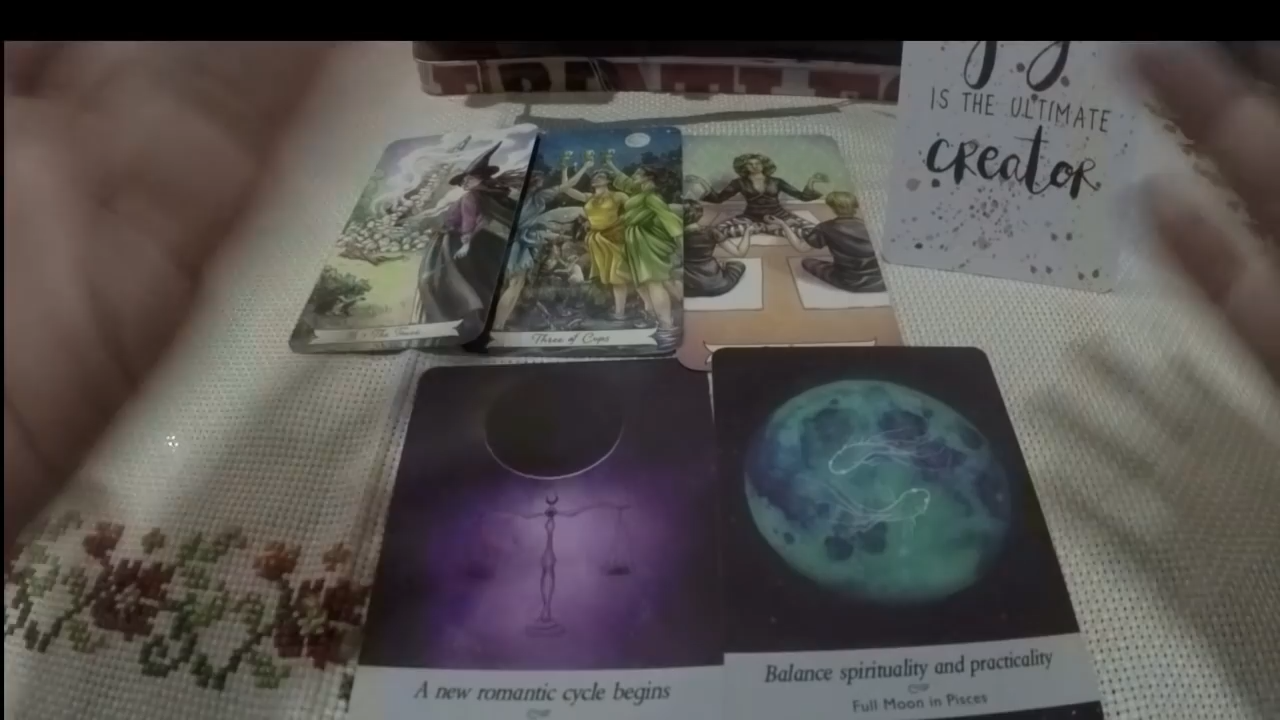 IS THE ULTIMATE
creator
Three of Cups
A new romantic cycle begins
Balance spirituality and practicality
Full Moon in Pisces